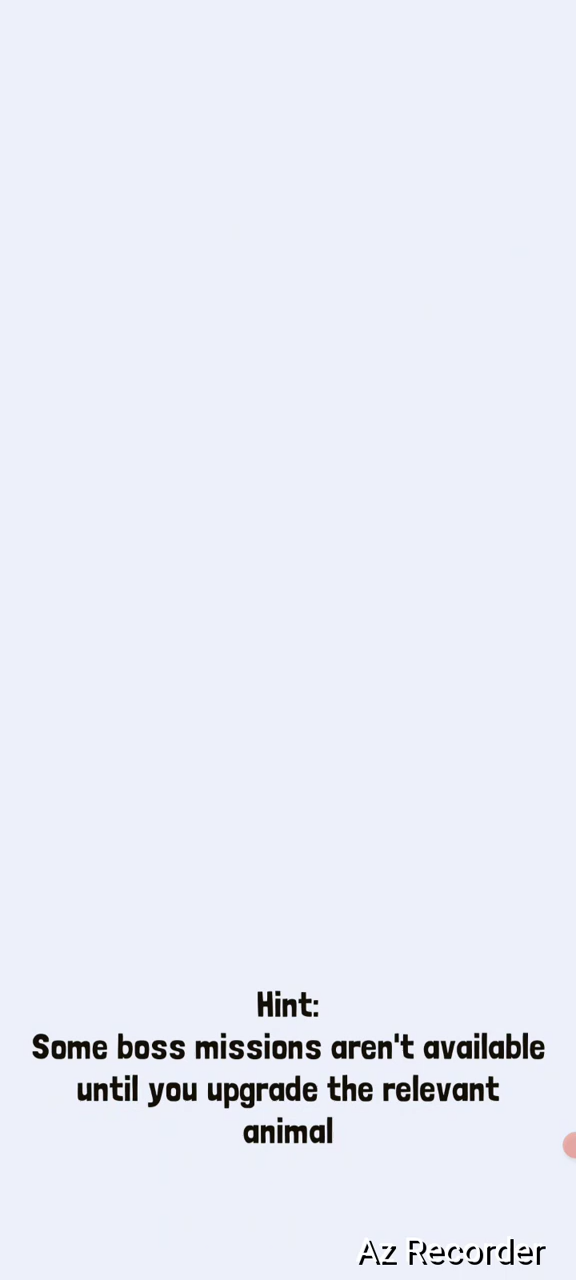 Hint:
Some boss missions aren't available
until you upgrade the relevant
animal
Az Recorder